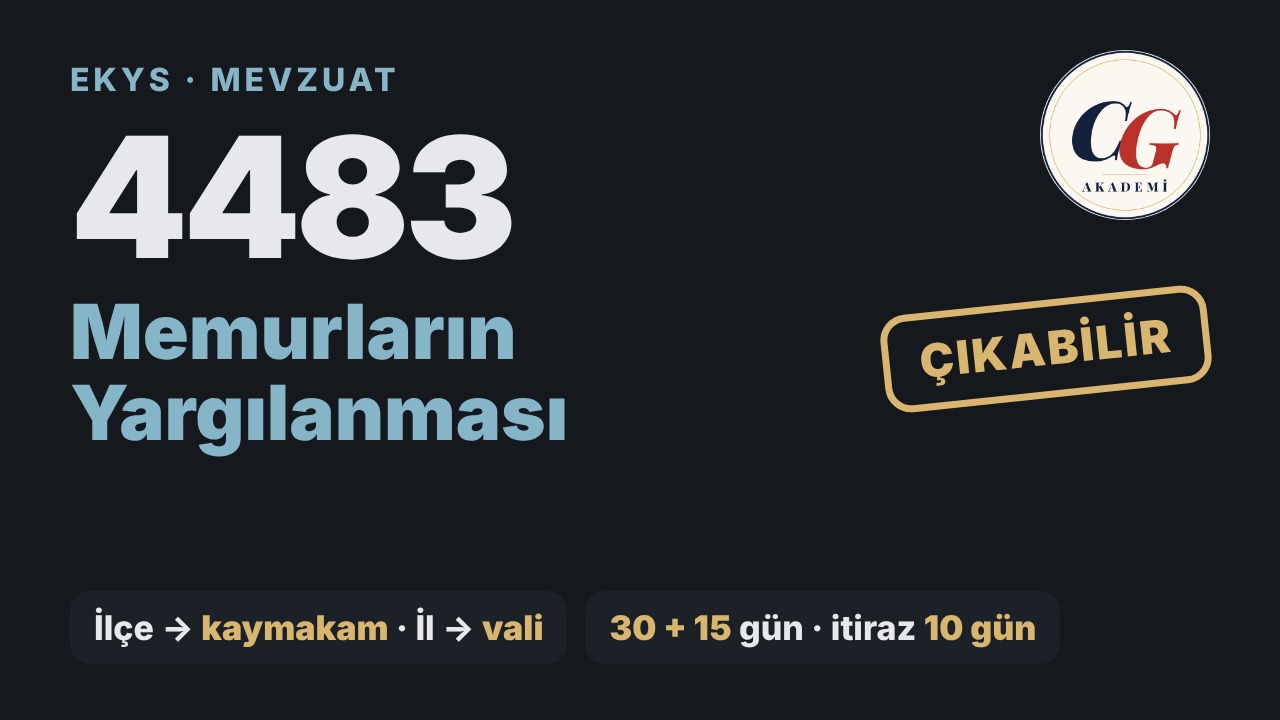 EKYS · MEVZUAT
4483
Memurların
Yargılanması
CG
AKADEMİ
ÇIKABİLİR
İlçe → kaymakam · İl → vali
30 + 15 gün · itiraz 10 gün